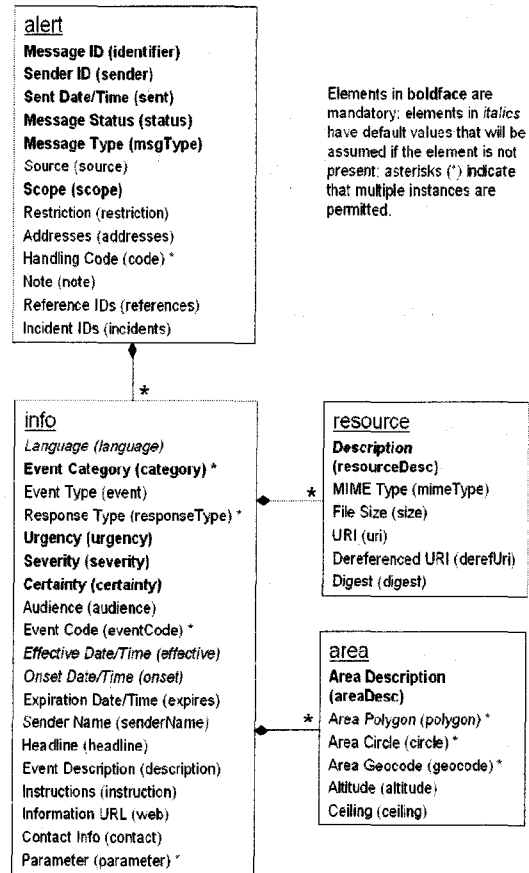 alert
Message ID (identifier)
Sender ID (sender)
Sent Date/Time (sent)
Message Status (status)
Message Type (msgType)
Source (source)
Scope (scope)
Restriction (restriction)
Addresses (addresses)
Handling Code (code) *
Note (note)
Reference IDs (references)
Incident IDs (incidents)
Elements in boldface are
mandatory; elements in italics
have default values that will be
assumed if the element is not
present; asterisks (*) indicate
that multiple instances are
permitted.
*
info
Language (language)
Event Category (category) *
Event Type (event)
Response Type (responseType) *
Urgency (urgency)
Severity (severity)
Certainty (certainty)
Audience (audience)
Event Code (eventCode) *
Effective Date/Time (effective)
Onset Date/Time (onset)
Expiration Date/Time (expires)
Sender Name (senderName)
Headline (headline)
Event Description (description)
Instructions (instruction)
Information URL (web)
Contact Info (contact)
Parameter (parameter) *
*
resource
Description
(resourceDesc)
MIME Type (mimeType)
File Size (size)
URI (uri)
Dereferenced URI (derefUri)
Digest (digest)
*
area
Area Description
(areaDesc)
Area Polygon (polygon) *
Area Circle (circle) *
Area Geocode (geocode) *
Altitude (altitude)
Ceiling (ceiling)